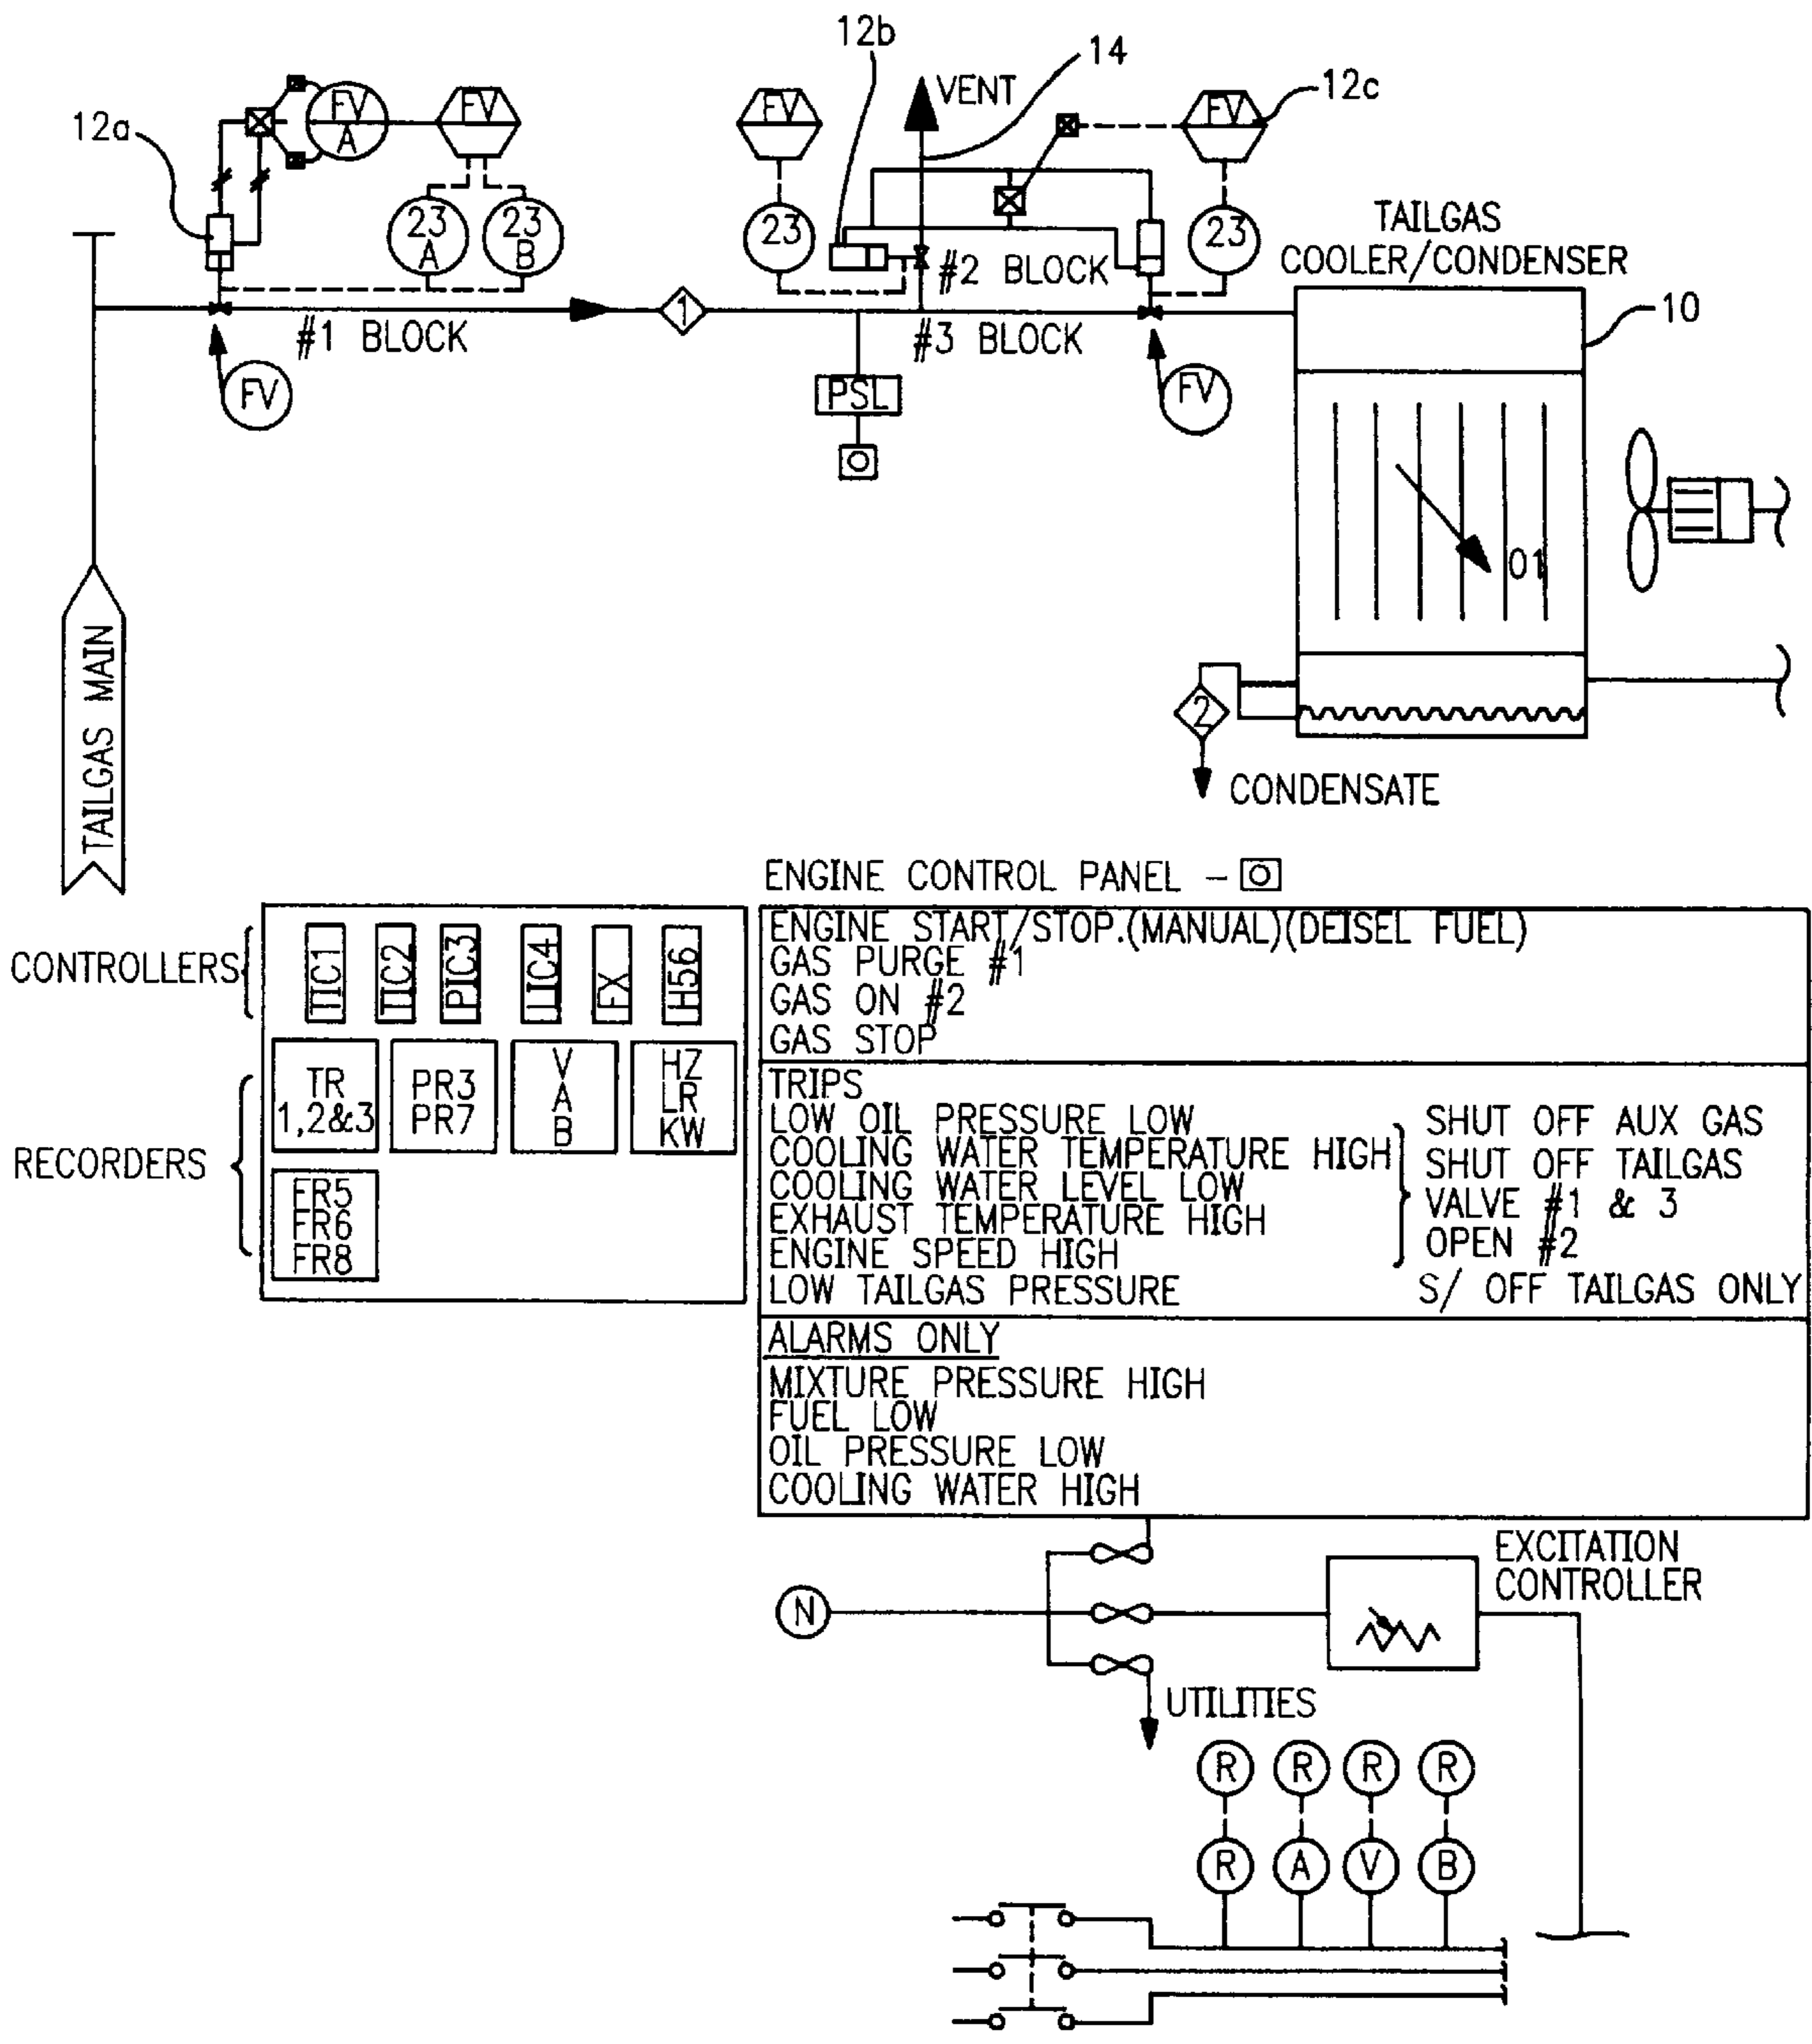 12b
14
VENT
12c
12a
FV
A
FV
FV
FV
23
A
23
B
23
23
#2 BLOCK
TAILGAS
COOLER/CONDENSER
10
#1 BLOCK
1
#3 BLOCK
FV
PSL
FV
01
TAILGAS MAIN
2
CONDENSATE
ENGINE CONTROL PANEL -
CONTROLLERS
TIC1
TIC2
PIC3
LIC4
FX
H56
RECORDERS
TR
1,2&3
PR3
PR7
V
A
B
HZ
LR
KW
FR5
FR6
FR8
ENGINE START/STOP.(MANUAL)(DEISEL FUEL)
GAS PURGE #1
GAS ON #2
GAS STOP
TRIPS
LOW OIL PRESSURE LOW
COOLING WATER TEMPERATURE HIGH
COOLING WATER LEVEL LOW
EXHAUST TEMPERATURE HIGH
ENGINE SPEED HIGH
LOW TAILGAS PRESSURE
SHUT OFF AUX GAS
SHUT OFF TAILGAS
VALVE #1 & 3
OPEN #2
S/ OFF TAILGAS ONLY
ALARMS ONLY
MIXTURE PRESSURE HIGH
FUEL LOW
OIL PRESSURE LOW
COOLING WATER HIGH
EXCITATION
CONTROLLER
N
UTILITIES
R R R R
R A V B